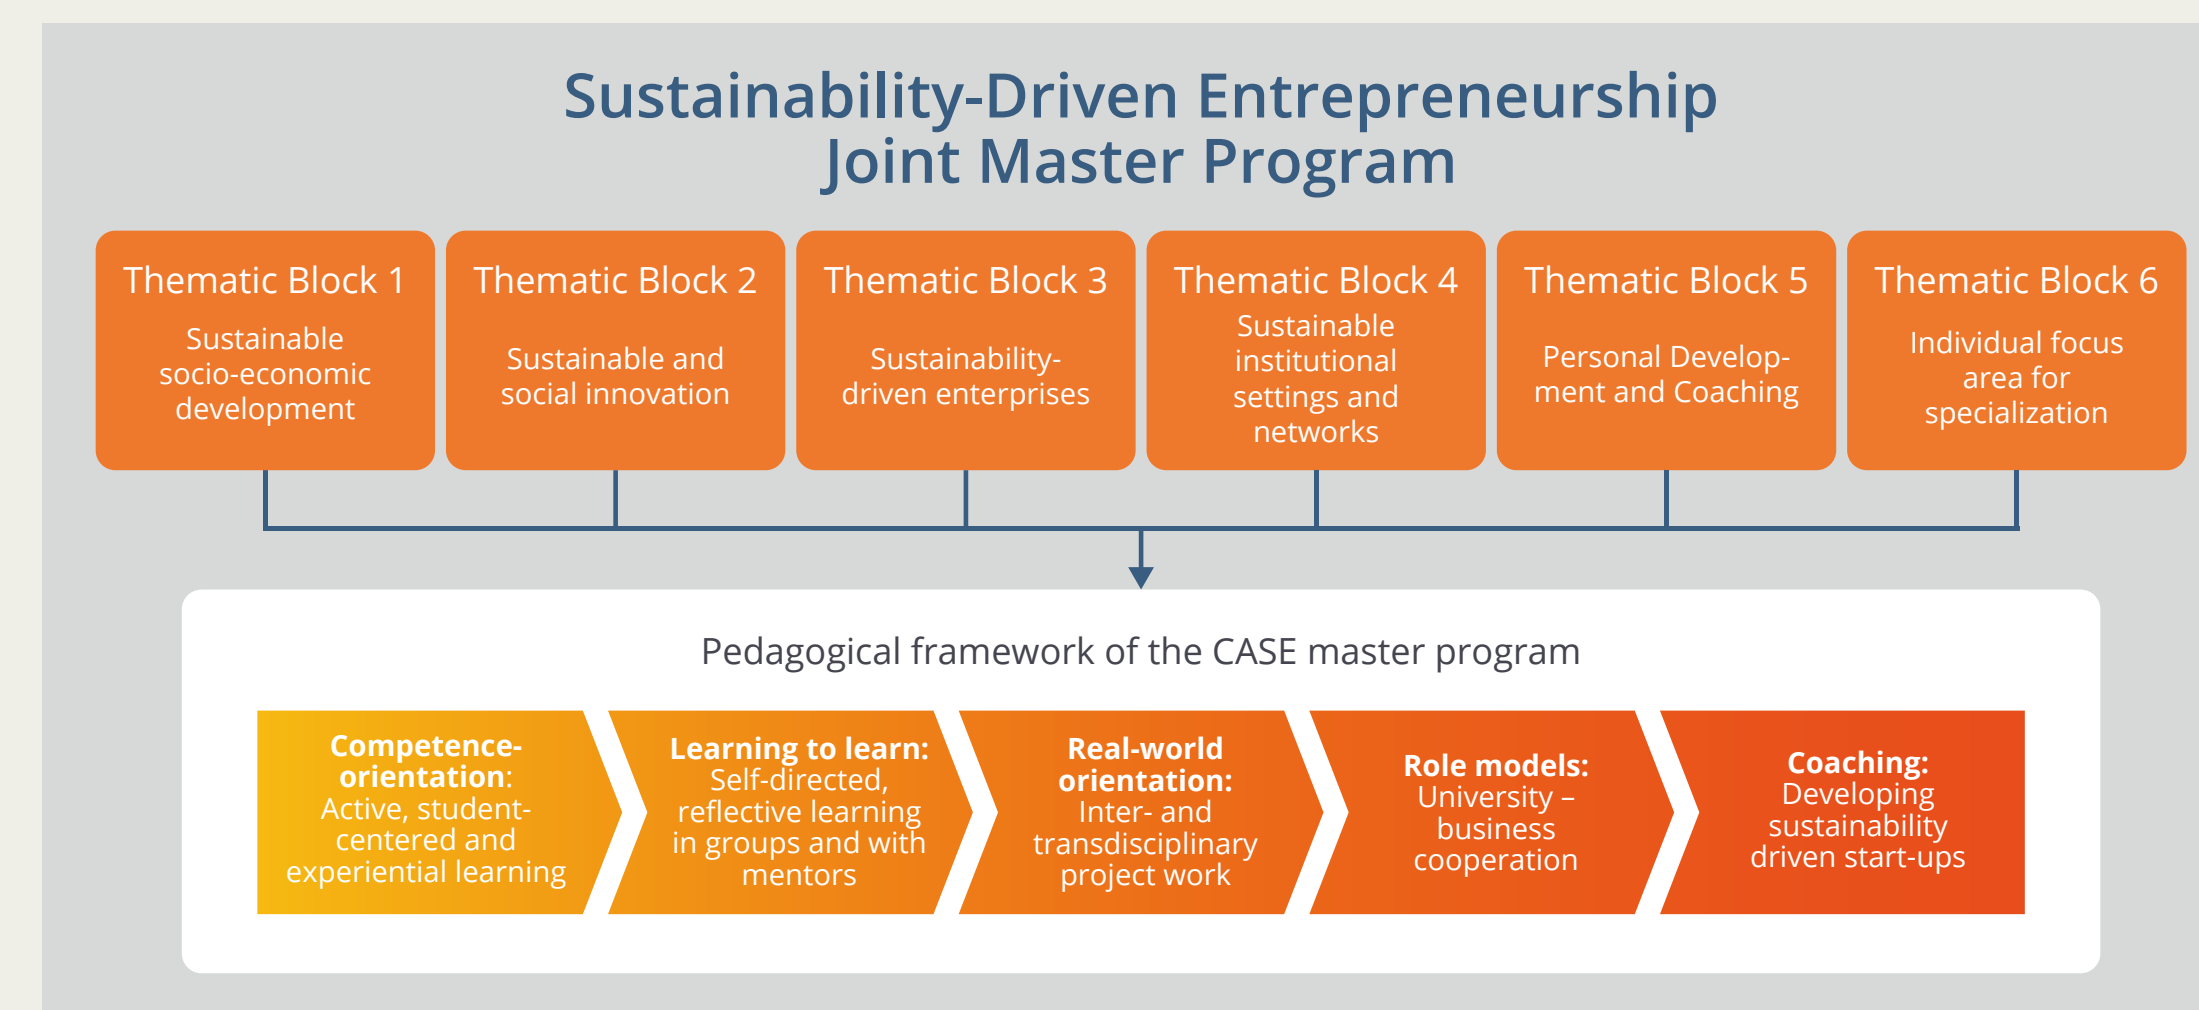 Sustainability-Driven Entrepreneurship
Joint Master Program
Thematic Block 1
Sustainable
socio-economic
development
Thematic Block 2
Sustainable and
social innovation
Thematic Block 3
Sustainability-
driven enterprises
Thematic Block 4
Sustainable
institutional
settings and
networks
Thematic Block 5
Personal Develop-
ment and Coaching
Thematic Block 6
Individual focus
area for
specialization
Pedagogical framework of the CASE master program
Competence-
orientation:
Active, student-
centered and
experiential learning
Learning to learn:
Self-directed,
reflective learning
in groups and with
mentors
Real-world
orientation:
Inter- and
transdisciplinary
project work
Role models:
University –
business
cooperation
Coaching:
Developing
sustainability
driven start-ups